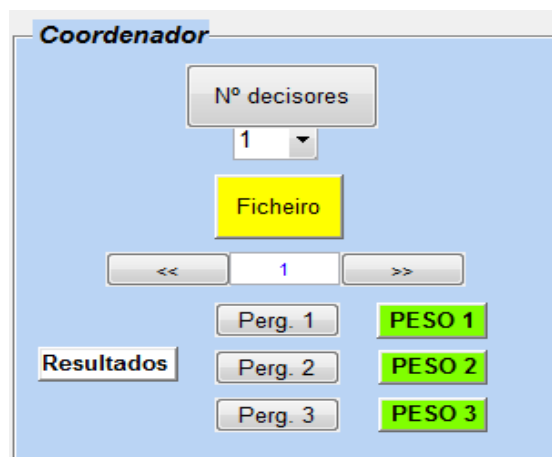 Coordenador
Nº decisores
1
Ficheiro
<< 1 >>
Perg. 1 PESO 1
Resultados Perg. 2 PESO 2
Perg. 3 PESO 3